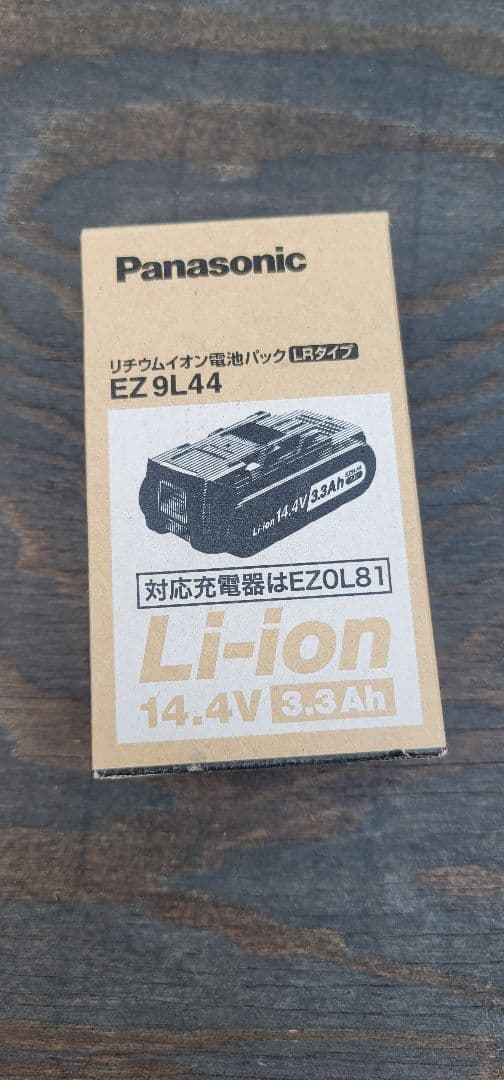 Panasonic
リチウムイオン電池パック LRタイプ
EZ9L44
Li-ion 14.4V 3.3Ah EZ9L44
対応充電器はEZ0L81
Li-ion
14.4V 3.3Ah